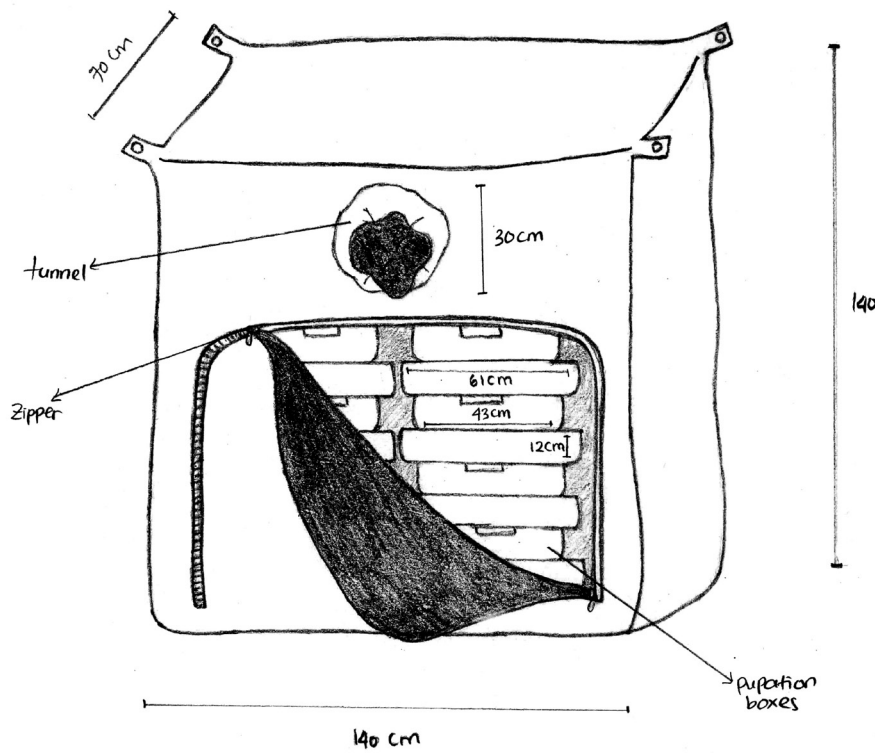 70 cm
tunnel
30cm
140
Zipper
61cm
43cm
12cm
pupation
boxes
140 cm